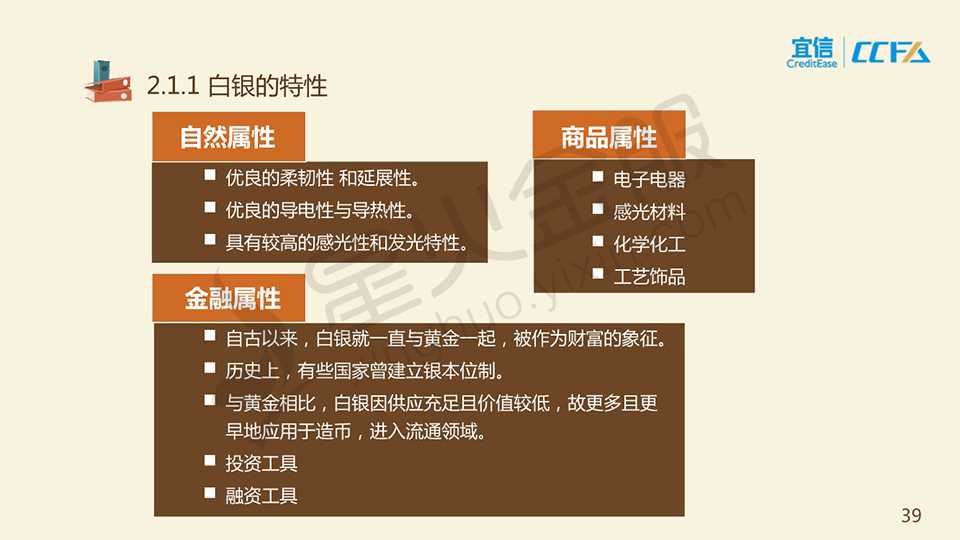 宜信
CreditEase
CCFA
2.1.1 白银的特性
自然属性
优良的柔韧性 和延展性。
优良的导电性与导热性。
具有较高的感光性和发光特性。
商品属性
电子电器
感光材料
化学化工
工艺饰品
金融属性
自古以来，白银就一直与黄金一起，被作为财富的象征。
历史上，有些国家曾建立银本位制。
与黄金相比，白银因供应充足且价值较低，故更多且更
早地应用于造币，进入流通领域。
投资工具
融资工具
星火金服
xinghuo.yixin.com
39